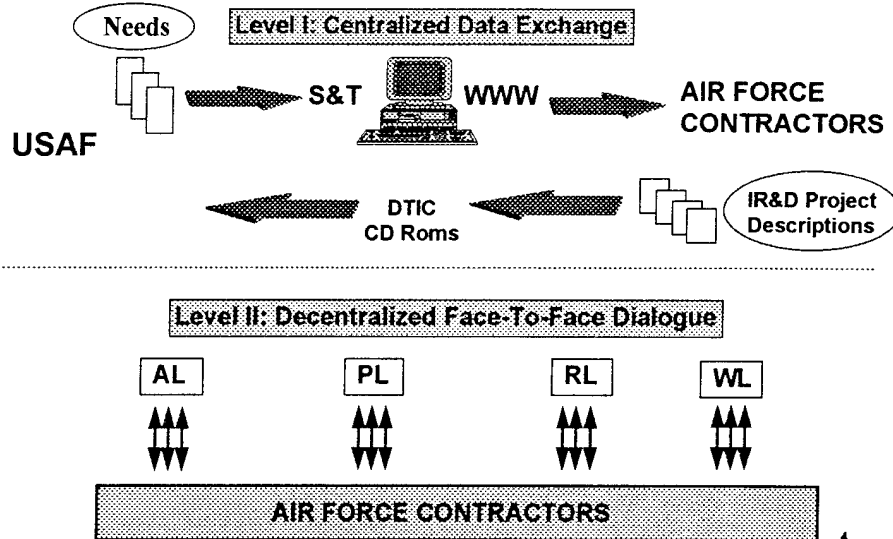 Needs
Level I: Centralized Data Exchange
S&T
WWW
AIR FORCE
CONTRACTORS
USAF
DTIC
CD Roms
IR&D Project
Descriptions
Level II: Decentralized Face-To-Face Dialogue
AL
PL
RL
WL
AIR FORCE CONTRACTORS